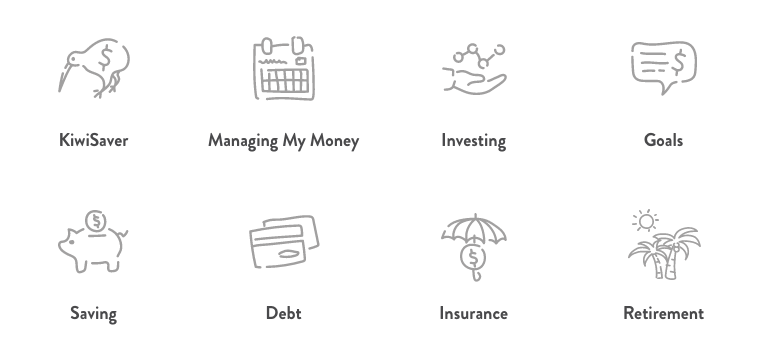 KiwiSaver
Managing My Money
Investing
Goals
Saving
Debt
Insurance
Retirement